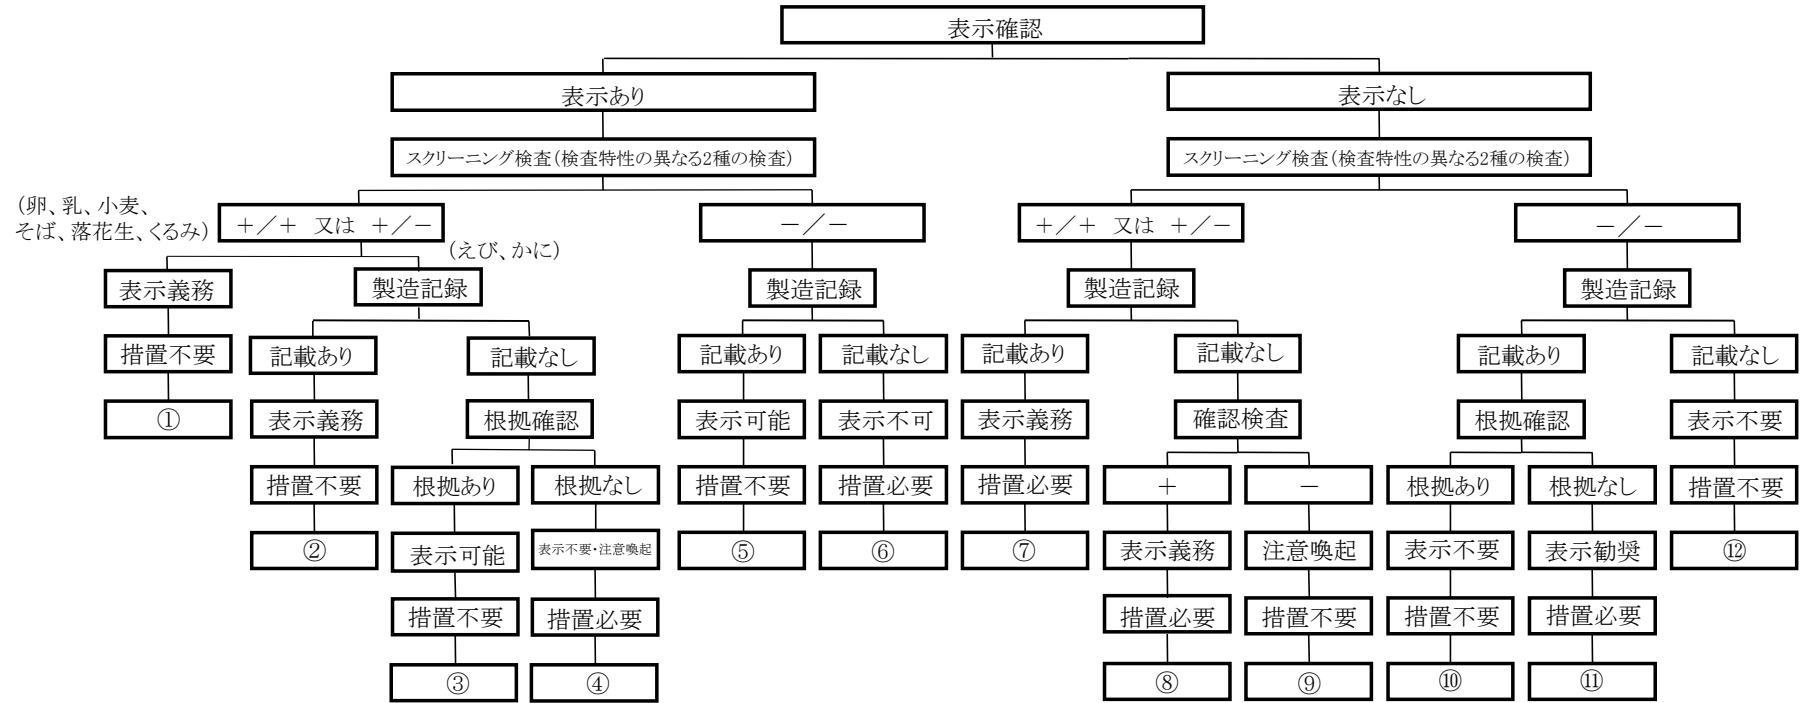 表示確認
表示あり
表示なし
スクリーニング検査(検査特性の異なる2種の検査)
スクリーニング検査(検査特性の異なる2種の検査)
(卵、乳、小麦、
そば、落花生、くるみ)
+/+ 又は +/-
-/-
+/+ 又は +/-
-/-
(えび、かに)
表示義務
製造記録
製造記録
製造記録
製造記録
措置不要
記載あり
記載なし
記載あり
記載なし
記載あり
記載なし
記載あり
記載なし
①
表示義務
根拠確認
表示可能
表示不可
表示義務
確認検査
根拠確認
表示不要
措置不要
根拠あり
根拠なし
措置不要
措置必要
措置必要
+
-
根拠あり
根拠なし
措置不要
②
表示可能
表示不要・注意喚起
⑤
⑥
⑦
表示義務
注意喚起
表示不要
表示勧奨
⑫
措置不要
措置必要
措置必要
措置不要
措置不要
措置必要
③
④
⑧
⑨
⑩
⑪